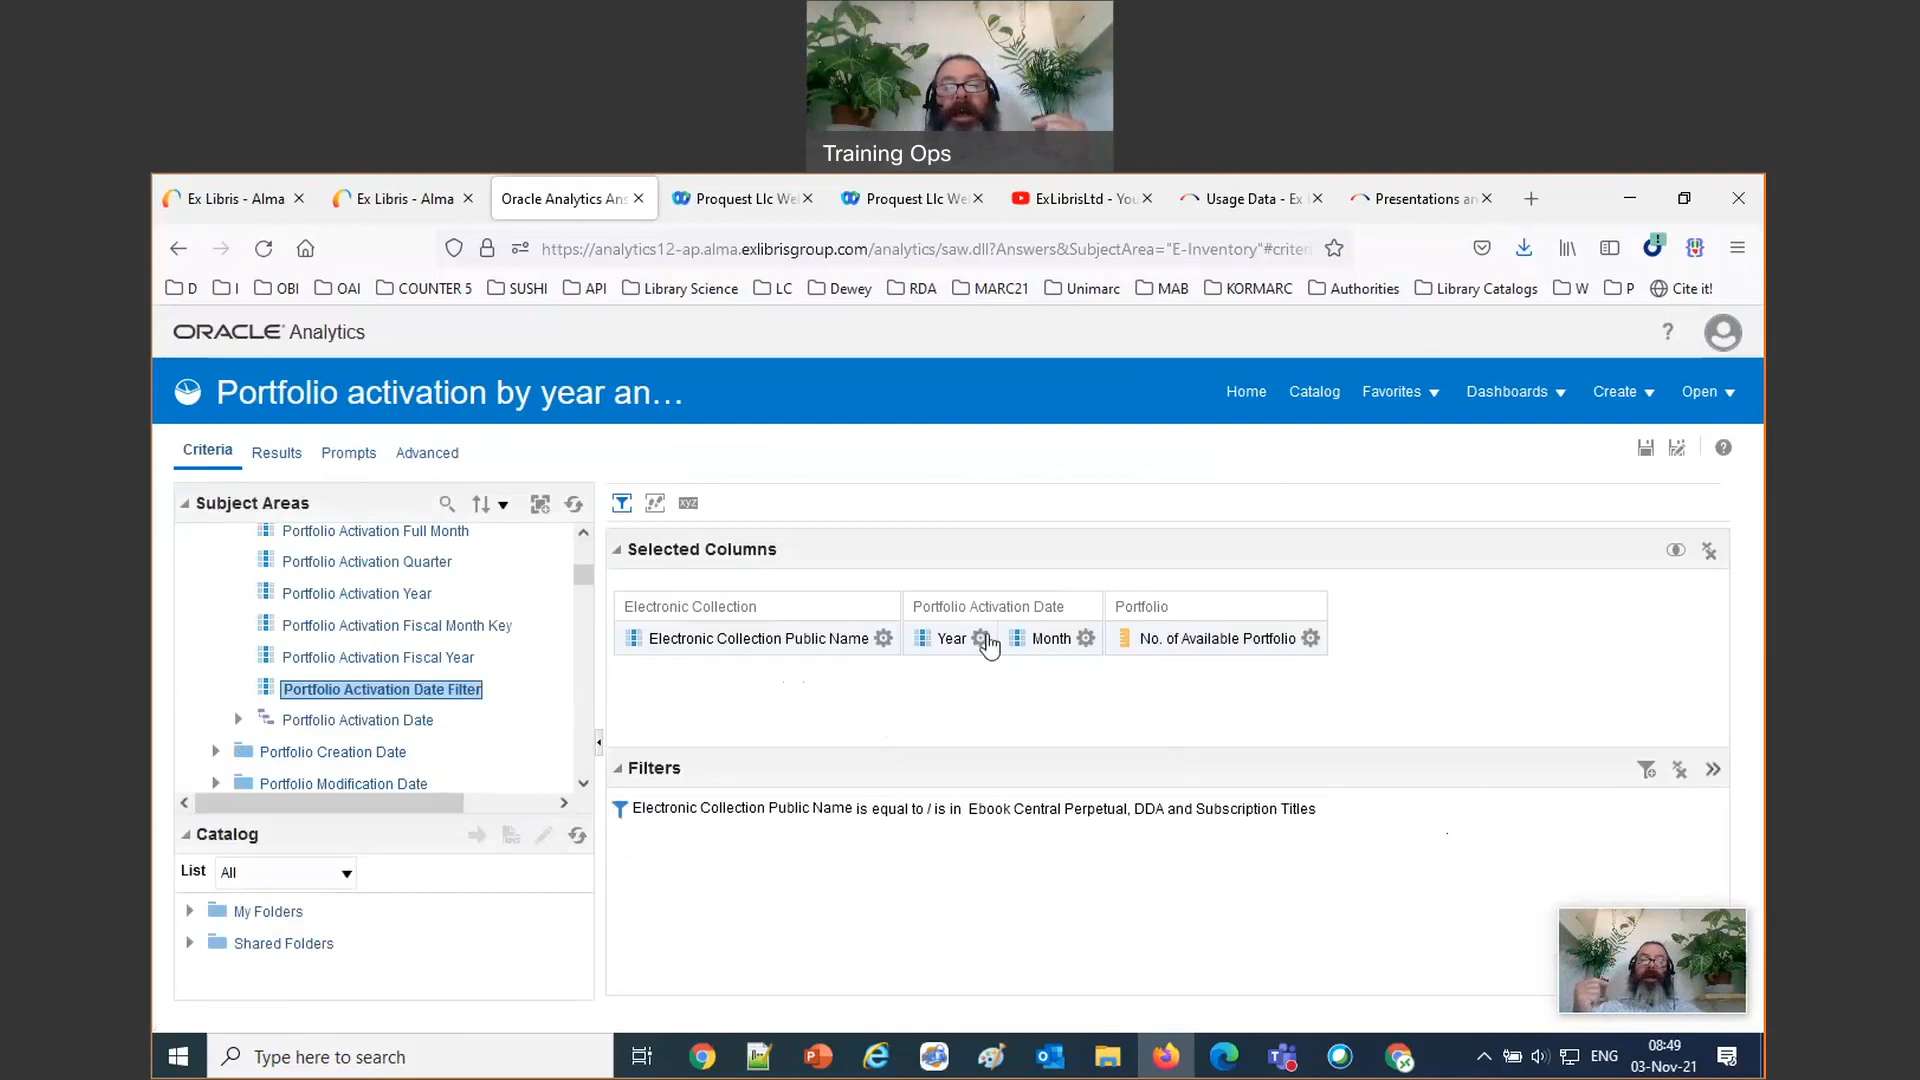 Training Ops
Ex Libris - Alma
Ex Libris - Alma
Oracle Analytics Ans
Proquest Llc We
Proquest Llc We
ExLibrisLtd - You
Usage Data - Ex
Presentations an
https://analytics12-ap.alma.exlibrisgroup.com/analytics/saw.dll?Answers&SubjectArea="E-Inventory"#criteri
D
I
OBI
OAI
COUNTER 5
SUSHI
API
Library Science
LC
Dewey
RDA
MARC21
Unimarc
MAB
KORMARC
Authorities
Library Catalogs
W
P
Cite it!
ORACLE Analytics
?
Portfolio activation by year an...
Home
Catalog
Favorites
Dashboards
Create
Open
Criteria
Results
Prompts
Advanced
Subject Areas
xyz
Portfolio Activation Full Month
Portfolio Activation Quarter
Portfolio Activation Year
Portfolio Activation Fiscal Month Key
Portfolio Activation Fiscal Year
Portfolio Activation Date Filter
Portfolio Activation Date
Portfolio Creation Date
Portfolio Modification Date
Selected Columns
Electronic Collection
Portfolio Activation Date
Portfolio
Electronic Collection Public Name
Year
Month
No. of Available Portfolio
Filters
Electronic Collection Public Name is equal to / is in Ebook Central Perpetual, DDA and Subscription Titles
Catalog
List
All
My Folders
Shared Folders
Type here to search
ENG
08:49
03-Nov-21